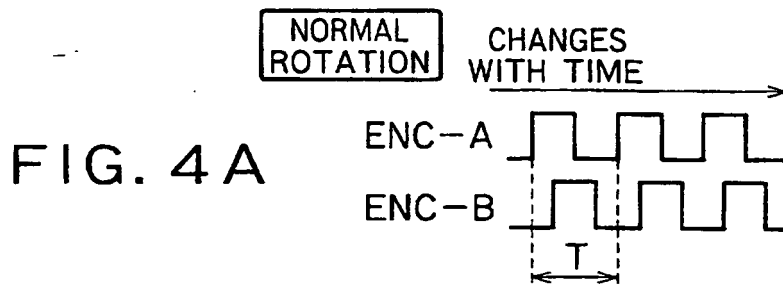 NORMAL
ROTATION
CHANGES
WITH TIME
FIG. 4A
ENC-A
ENC-B
T